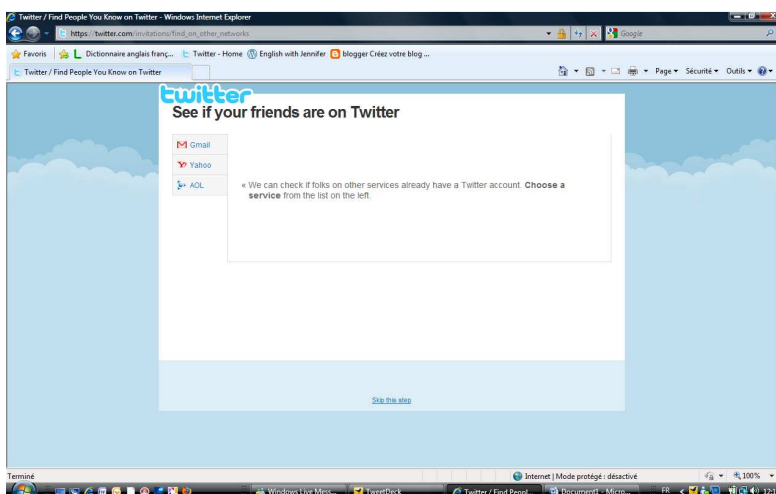 Twitter / Find People You Know on Twitter - Windows Internet Explorer
https://twitter.com/invitations/find_on_other_networks
Google
Favoris
Dictionnaire anglais franç...
Twitter - Home
English with Jennifer
blogger Créez votre blog ...
Twitter / Find People You Know on Twitter
Page
Sécurité
Outils
twitter
See if your friends are on Twitter
Gmail
Yahoo
AOL
« We can check if folks on other services already have a Twitter account. Choose a
service from the list on the left.
Skip this step
Terminé
Internet | Mode protégé : désactivé
100%
Windows Live Mess...
TweetDeck
Twitter / Find Peopl...
Document1 - Micro...
FR